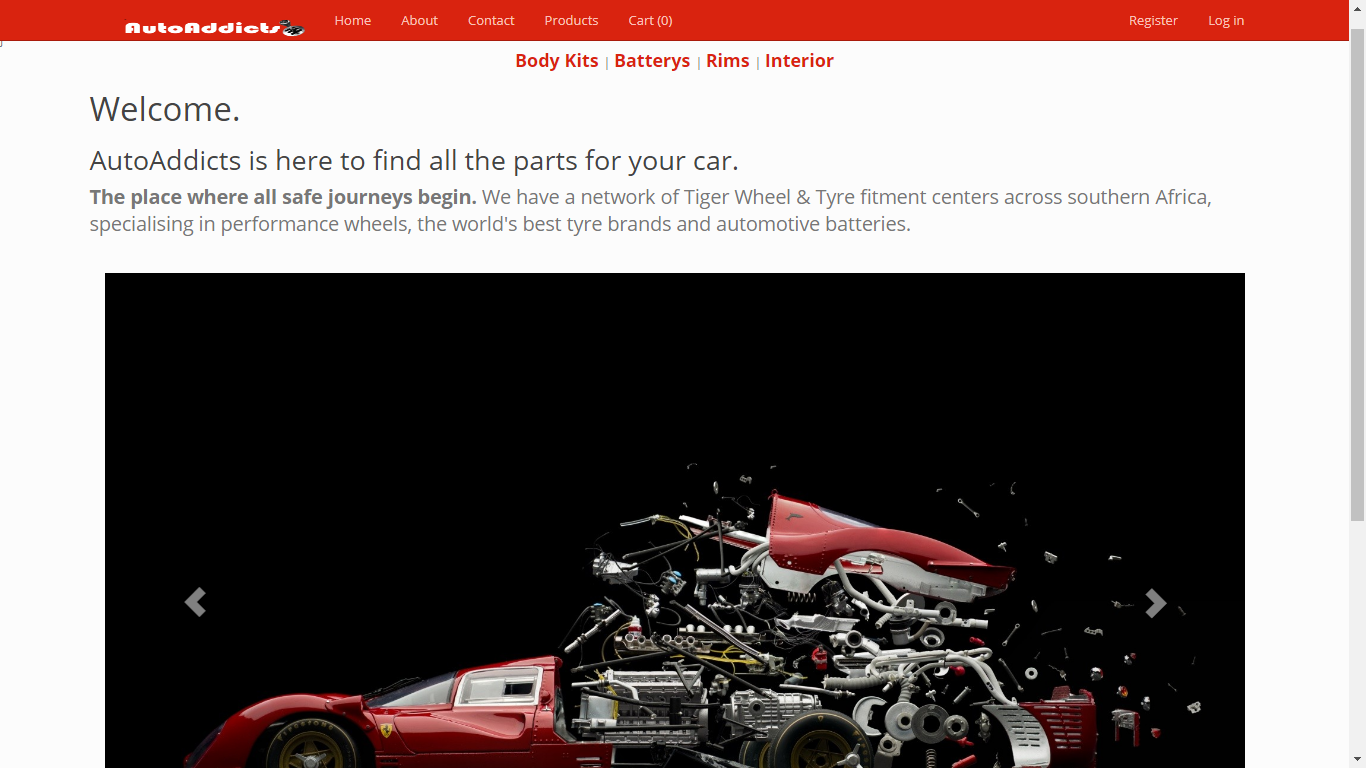 AutoAddicts Home About Contact Products Cart (0) Register Log in
Body Kits | Batterys | Rims | Interior
Welcome.
AutoAddicts is here to find all the parts for your car.
The place where all safe journeys begin. We have a network of Tiger Wheel & Tyre fitment centers across southern Africa,
specialising in performance wheels, the world's best tyre brands and automotive batteries.